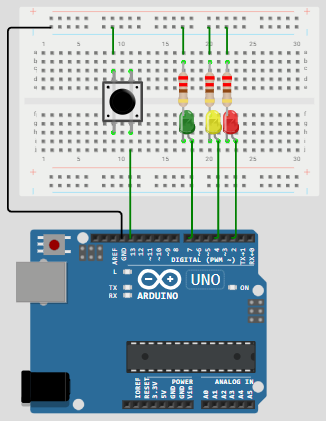 + +
1 5 10 15 20 25 30
a a
b b
c c
d d
e e
f f
g g
h h
i i
j j
1 5 10 15 20 25 30
+ +
AREF
GND
13
12
~11
~10
~9
8
7
~6
~5
4
~3
2
TX→1
RX←0
DIGITAL (PWM ~)
L
TX
RX
UNO
ARDUINO
ON
POWER
ANALOG IN
IOREF
RESET
3.3V
5V
GND
GND
Vin
A0
A1
A2
A3
A4
A5